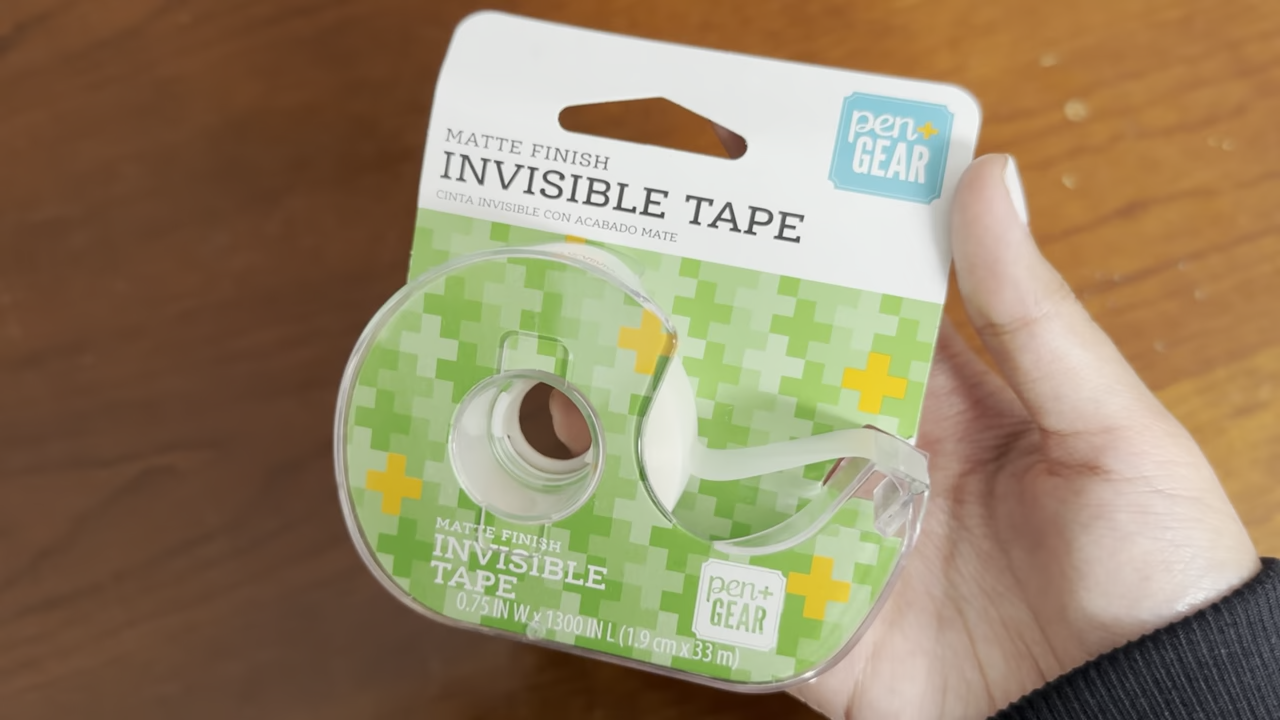 pen+
GEAR
MATTE FINISH
INVISIBLE TAPE
CINTA INVISIBLE CON ACABADO MATE
MATTE FINISH
INVISIBLE
TAPE
pen+
GEAR
0.75 IN W x 1300 IN L (1.9 cm x 33 m)